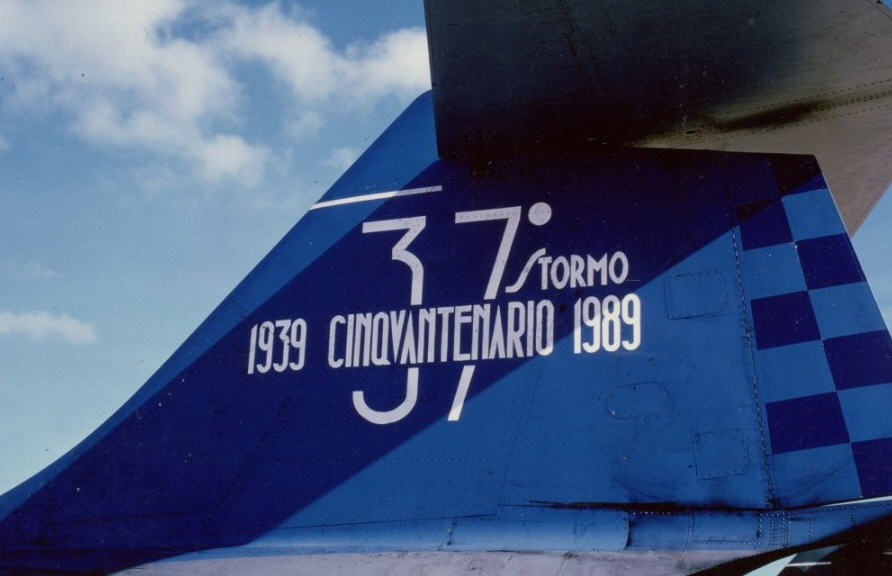 37° STORMO
1939 CINQVANTENARIO 1989